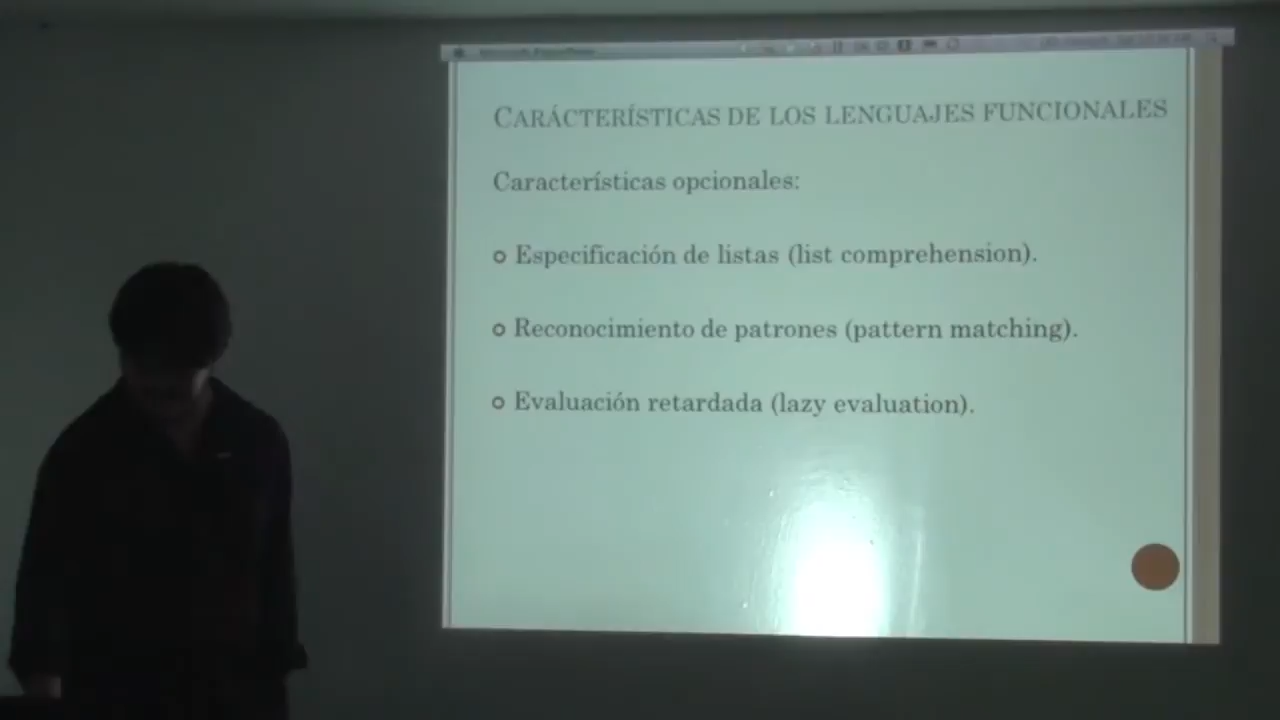 CARÁCTERÍSTICAS DE LOS LENGUAJES FUNCIONALES
Características opcionales:
Especificación de listas (list comprehension).
Reconocimiento de patrones (pattern matching).
Evaluación retardada (lazy evaluation).